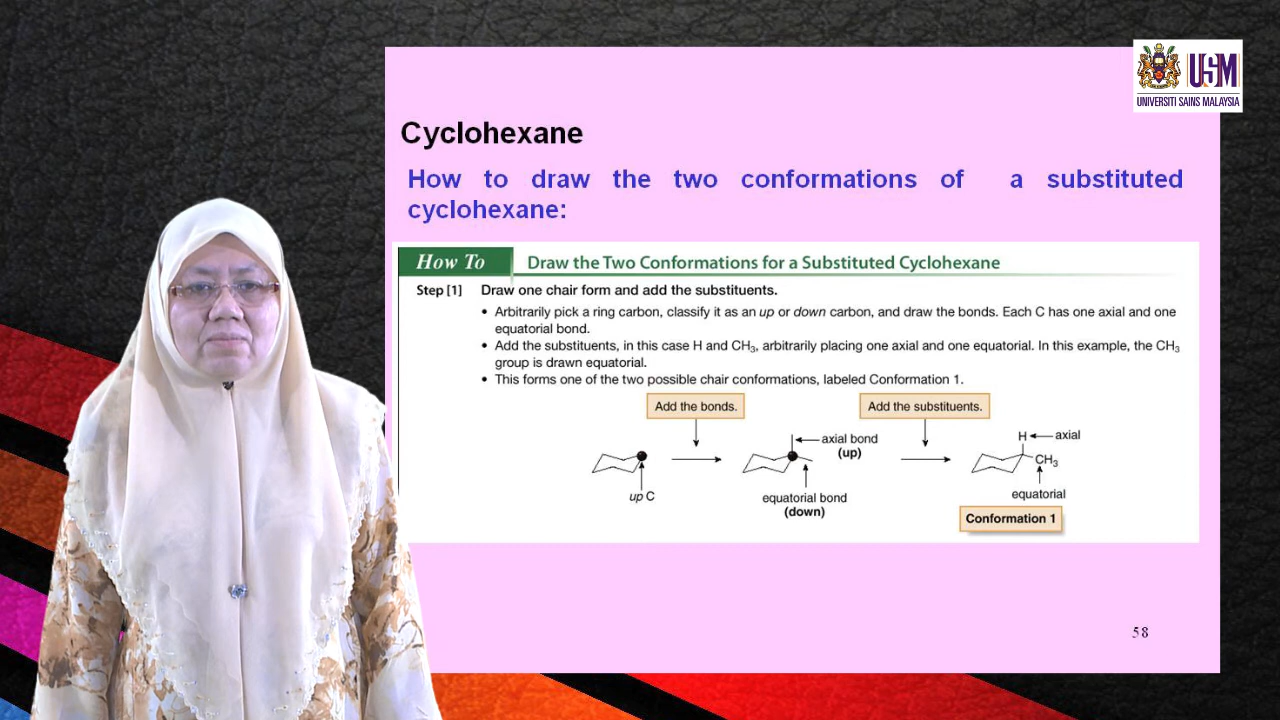 USM
UNIVERSITI SAINS MALAYSIA
Cyclohexane
How to draw the two conformations of a substituted
cyclohexane:
How To
Draw the Two Conformations for a Substituted Cyclohexane
Step [1] Draw one chair form and add the substituents.
• Arbitrarily pick a ring carbon, classify it as an up or down carbon, and draw the bonds. Each C has one axial and one
equatorial bond.
• Add the substituents, in this case H and CH₃, arbitrarily placing one axial and one equatorial. In this example, the CH₃
group is drawn equatorial.
• This forms one of the two possible chair conformations, labeled Conformation 1.
Add the bonds.
Add the substituents.
up C
axial bond
(up)
equatorial bond
(down)
H
axial
CH₃
equatorial
Conformation 1
58